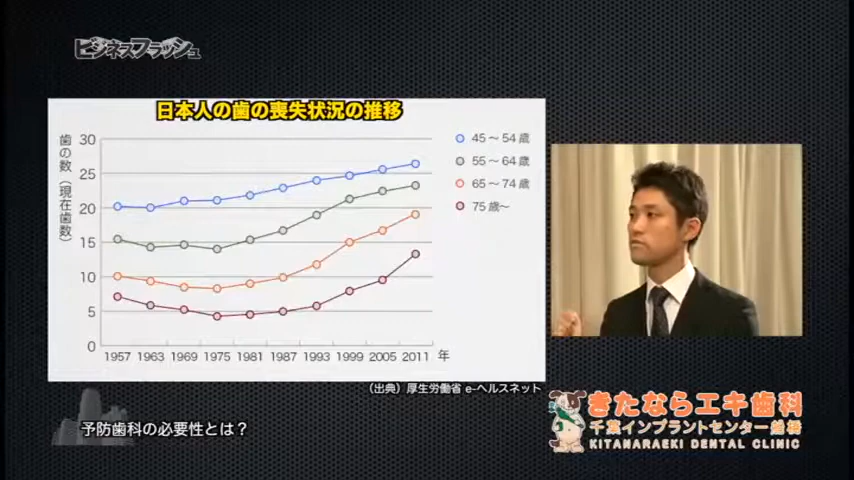 ビジネスフラッシュ
日本人の歯の喪失状況の推移
歯の数（現在歯数）
30
25
20
15
10
5
0
1957 1963 1969 1975 1981 1987 1993 1999 2005 2011 年
45～54歳
55～64歳
65～74歳
75歳～
（出典）厚生労働省 e-ヘルスネット
予防歯科の必要性とは？
きたならエキ歯科
千葉インプラントセンター船橋
KITANARAEKI DENTAL CLINIC